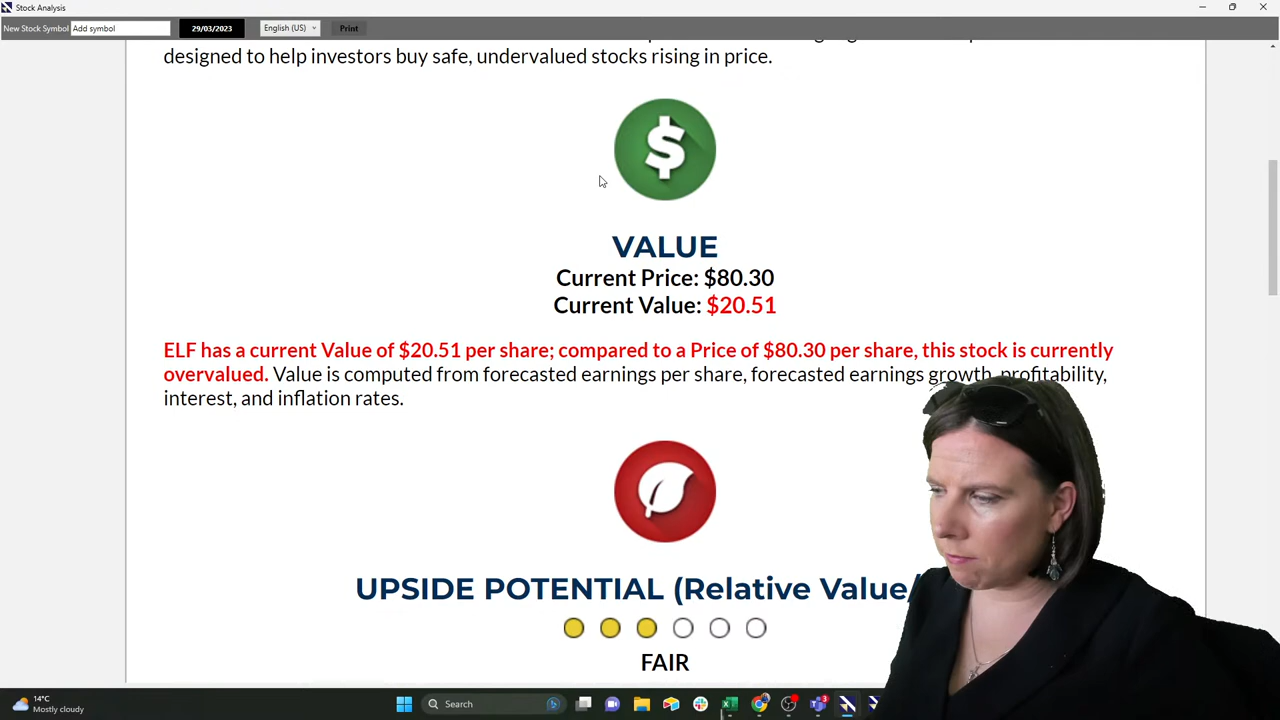 Stock Analysis
New Stock Symbol Add symbol 29/03/2023 English (US) Print
designed to help investors buy safe, undervalued stocks rising in price.
$
VALUE
Current Price: $80.30
Current Value: $20.51
ELF has a current Value of $20.51 per share; compared to a Price of $80.30 per share, this stock is currently
overvalued. Value is computed from forecasted earnings per share, forecasted earnings growth, profitability,
interest, and inflation rates.
UPSIDE POTENTIAL (Relative Value/
FAIR
14°C
Mostly cloudy
Search
3